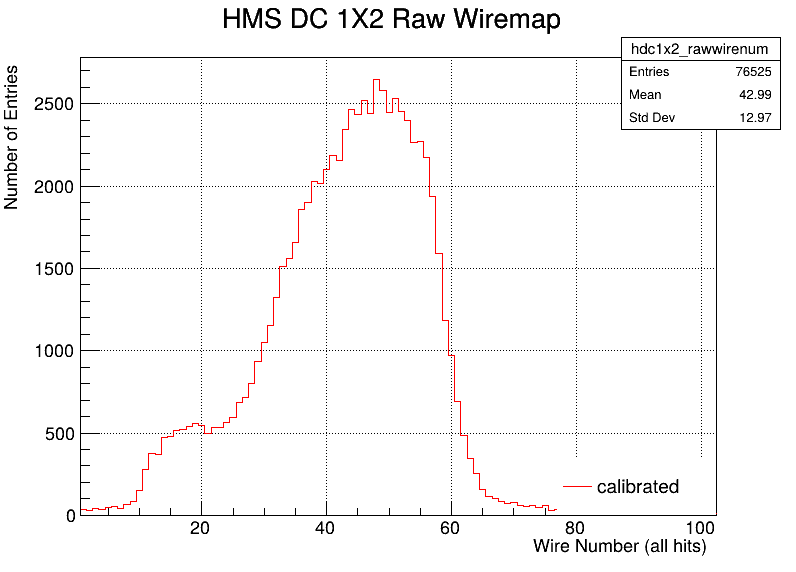 HMS DC 1X2 Raw Wiremap
hdc1x2_rawwirenum
Entries 76525
Mean 42.99
Std Dev 12.97
Number of Entries
2500
2000
1500
1000
500
0
calibrated
20 40 60 80 100
Wire Number (all hits)